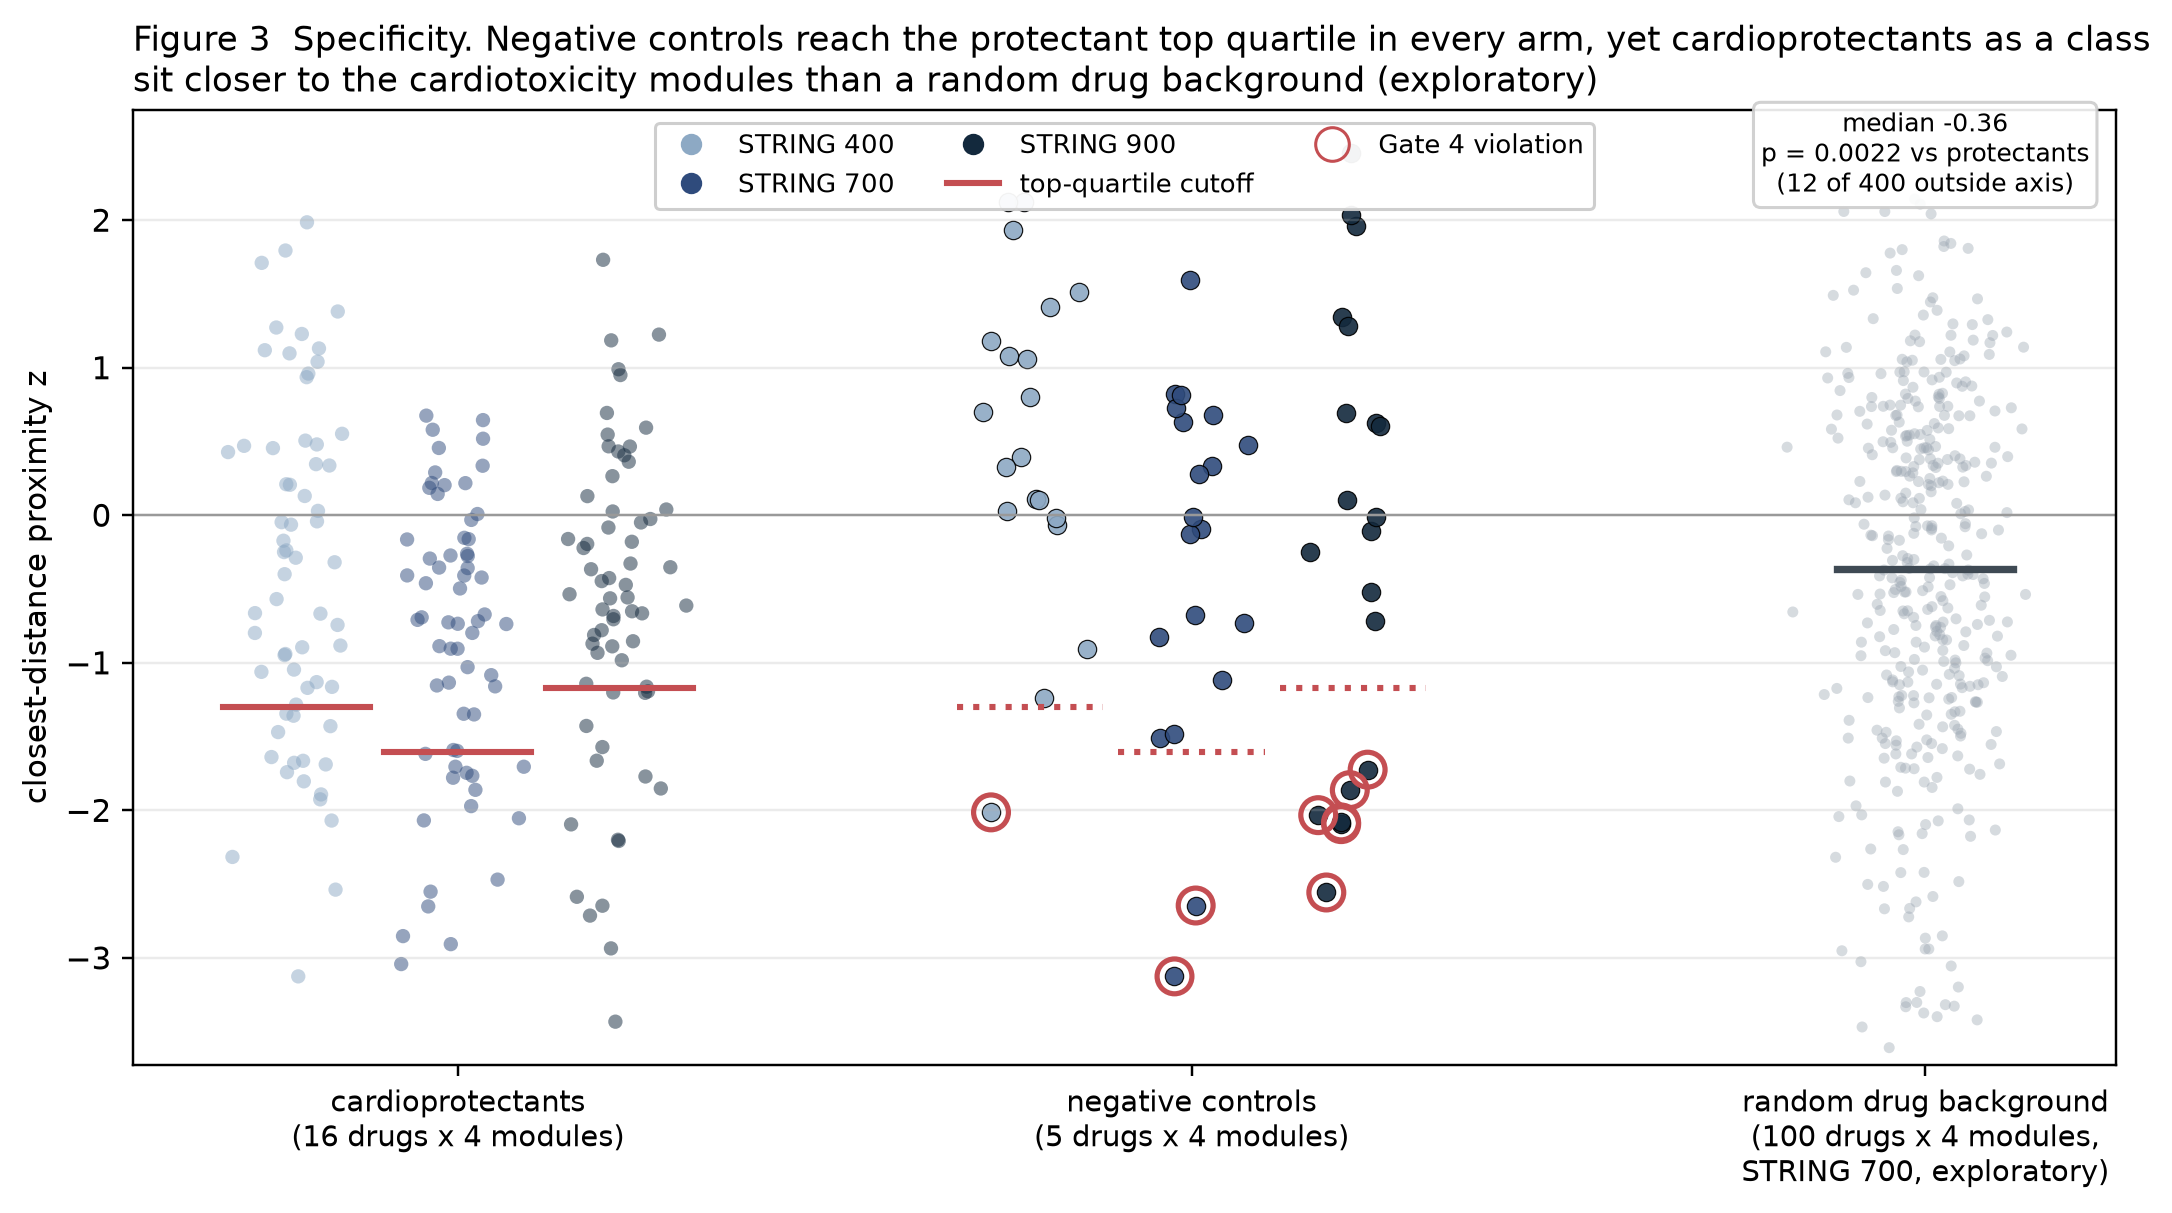 Figure 3  Specificity. Negative controls reach the protectant top quartile in every arm, yet cardioprotectants as a class
sit closer to the cardiotoxicity modules than a random drug background (exploratory)
STRING 400
STRING 700
STRING 900
top-quartile cutoff
Gate 4 violation
median -0.36
p = 0.0022 vs protectants
(12 of 400 outside axis)
closest-distance proximity z
2
1
0
−1
−2
−3
cardioprotectants
(16 drugs x 4 modules)
negative controls
(5 drugs x 4 modules)
random drug background
(100 drugs x 4 modules,
STRING 700, exploratory)